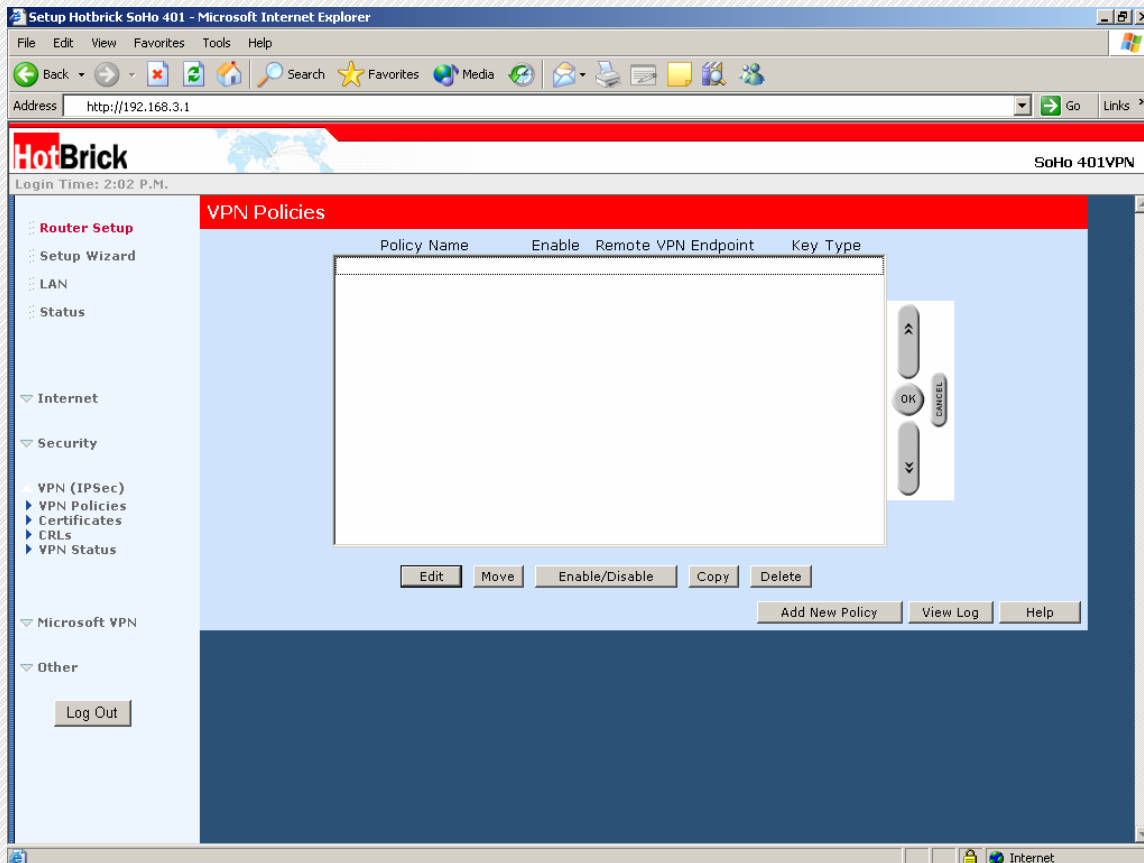 Setup Hotbrick SoHo 401 - Microsoft Internet Explorer
File Edit View Favorites Tools Help
Back Search Favorites Media
Address http://192.168.3.1 Go Links
HotBrick
SoHo 401VPN
Login Time: 2:02 P.M.
Router Setup
Setup Wizard
LAN
Status
Internet
Security
VPN (IPSec)
VPN Policies
Certificates
CRLs
VPN Status
Microsoft VPN
Other
Log Out
VPN Policies
Policy Name Enable Remote VPN Endpoint Key Type
OK
CANCEL
Edit Move Enable/Disable Copy Delete
Add New Policy View Log Help
Internet